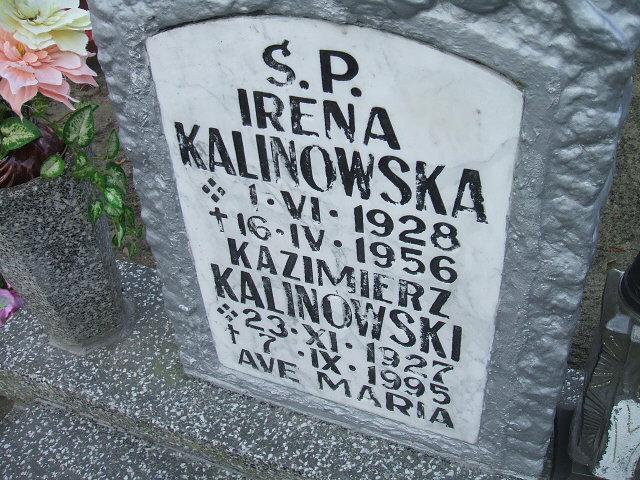 Ś. P.
IRENA
KALINOWSKA
1 · VI · 1928
† 16 · IV · 1956
KAZIMIERZ
KALINOWSKI
23 · XI · 1927
† 7 · IX · 1995
AVE MARIA